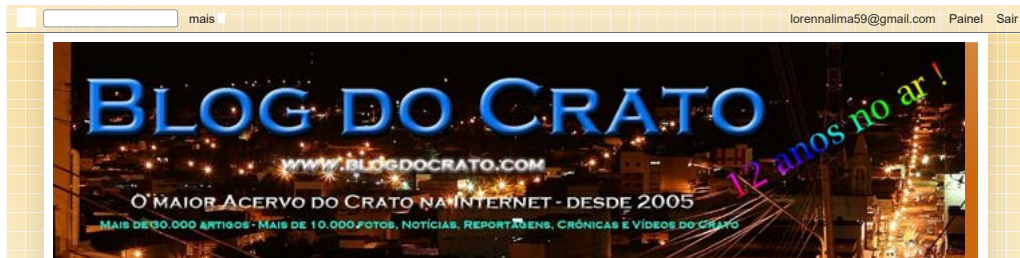 mais
lorennalima59@gmail.com Painel Sair
BLOG DO CRATO
12 anos no ar !
WWW.BLOGDOCRATO.COM
O MAIOR ACERVO DO CRATO NA INTERNET - DESDE 2005
MAIS DE 30.000 ARTIGOS - MAIS DE 10.000 FOTOS, NOTÍCIAS, REPORTAGENS, CRÔNICAS E VÍDEOS DO CRATO